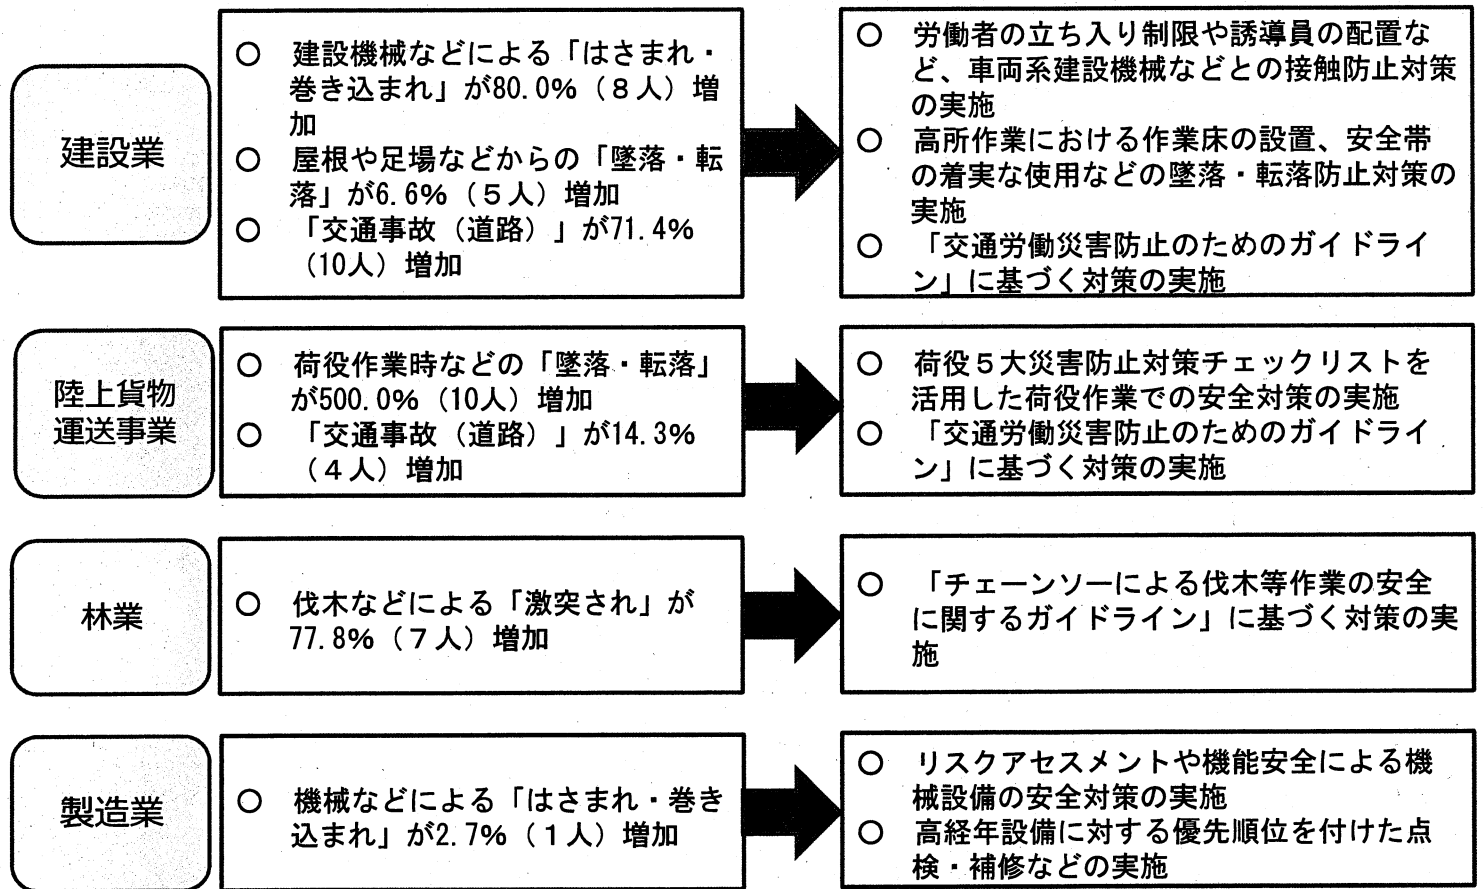 建設業
○ 建設機械などによる「はさまれ・
巻き込まれ」が80.0%（８人）増
加
○ 屋根や足場などからの「墜落・転
落」が6.6%（５人）増加
○ 「交通事故（道路）」が71.4%
（10人）増加
○ 労働者の立ち入り制限や誘導員の配置な
ど、車両系建設機械などとの接触防止対策
の実施
○ 高所作業における作業床の設置、安全帯
の着実な使用などの墜落・転落防止対策の
実施
○ 「交通労働災害防止のためのガイドライ
ン」に基づく対策の実施
陸上貨物
運送事業
○ 荷役作業時などの「墜落・転落」
が500.0%（10人）増加
○ 「交通事故（道路）」が14.3%
（４人）増加
○ 荷役５大災害防止対策チェックリストを
活用した荷役作業での安全対策の実施
○ 「交通労働災害防止のためのガイドライ
ン」に基づく対策の実施
林業
○ 伐木などによる「激突され」が
77.8%（７人）増加
○ 「チェーンソーによる伐木等作業の安全
に関するガイドライン」に基づく対策の実
施
製造業
○ 機械などによる「はさまれ・巻き
込まれ」が2.7%（１人）増加
○ リスクアセスメントや機能安全による機
械設備の安全対策の実施
○ 高経年設備に対する優先順位を付けた点
検・補修などの実施